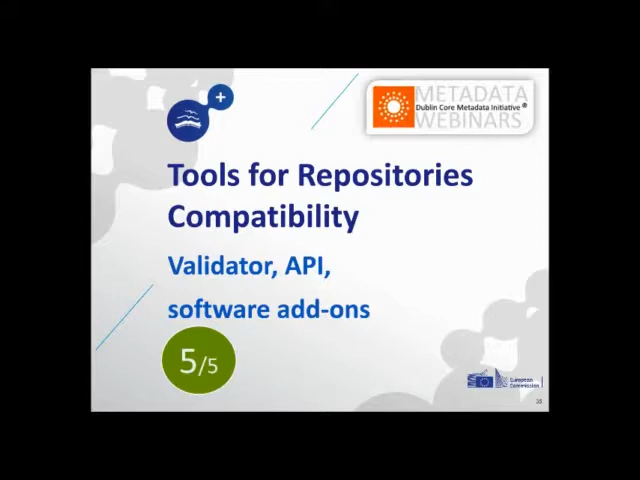 METADATA
Dublin Core Metadata Initiative ®
WEBINARS
Tools for Repositories
Compatibility
Validator, API,
software add-ons
5/5
European
Commission